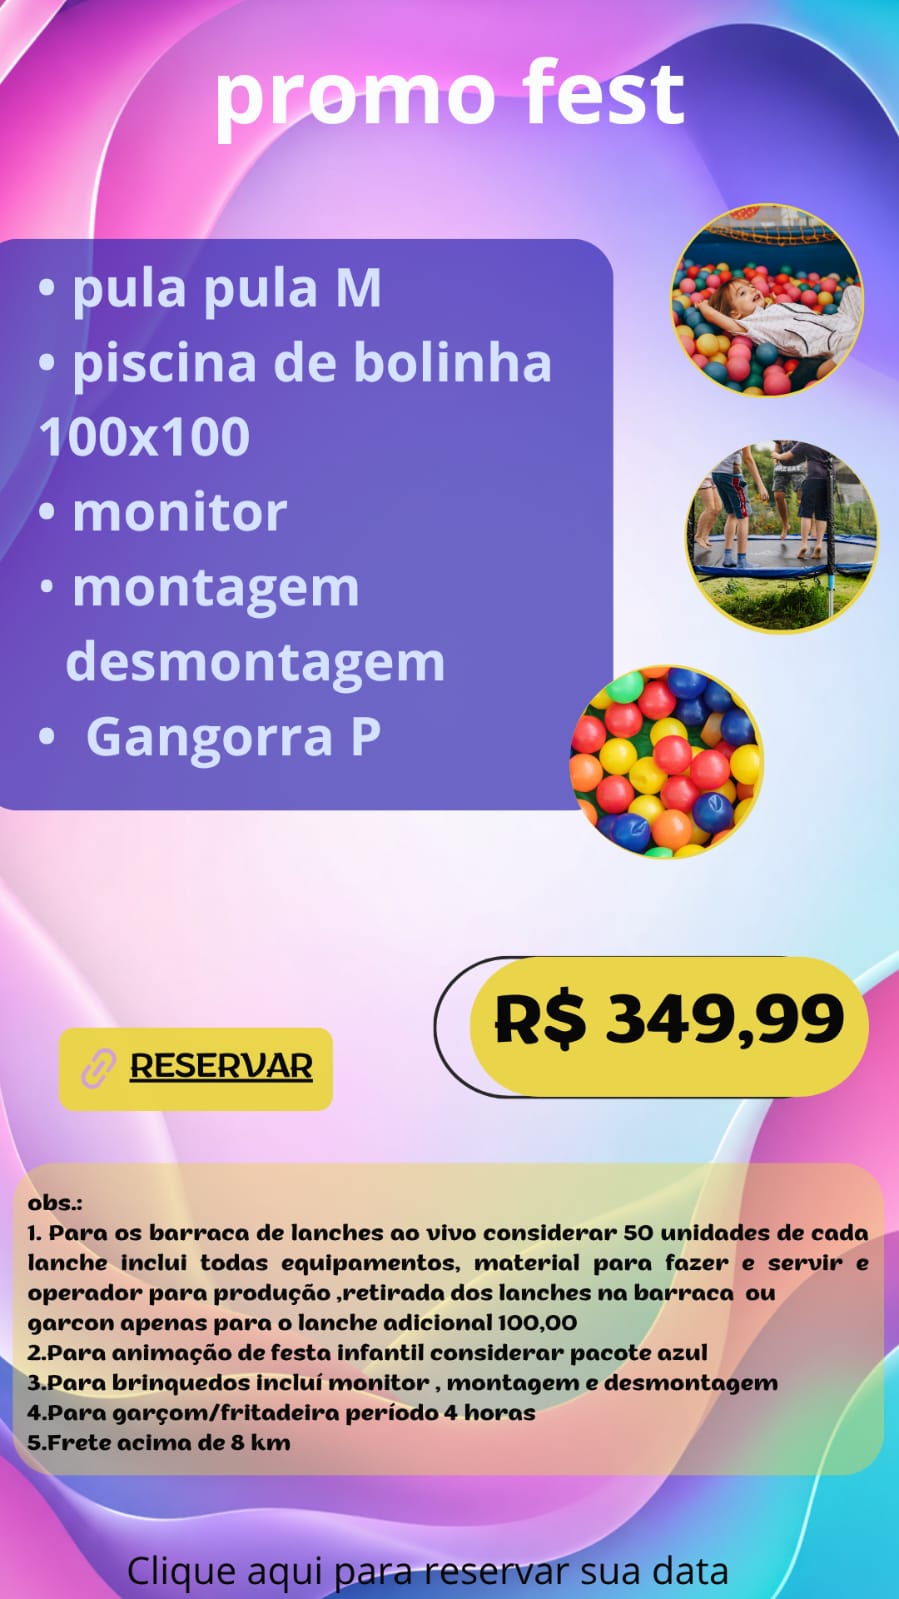 promo fest
• pula pula M
• piscina de bolinha
100x100
• monitor
• montagem
desmontagem
• Gangorra P
R$ 349,99
RESERVAR
obs.:
1. Para os barraca de lanches ao vivo considerar 50 unidades de cada
lanche inclui todas equipamentos, material para fazer e servir e
operador para produção ,retirada dos lanches na barraca ou
garcon apenas para o lanche adicional 100,00
2.Para animação de festa infantil considerar pacote azul
3.Para brinquedos incluí monitor , montagem e desmontagem
4.Para garçom/fritadeira período 4 horas
5.Frete acima de 8 km
Clique aqui para reservar sua data